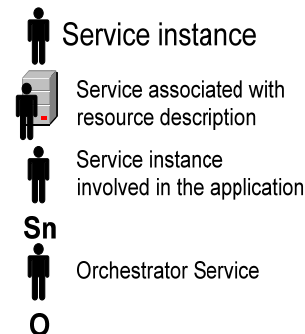 Service instance
Service associated with
resource description
Service instance
involved in the application
Sn
Orchestrator Service
O